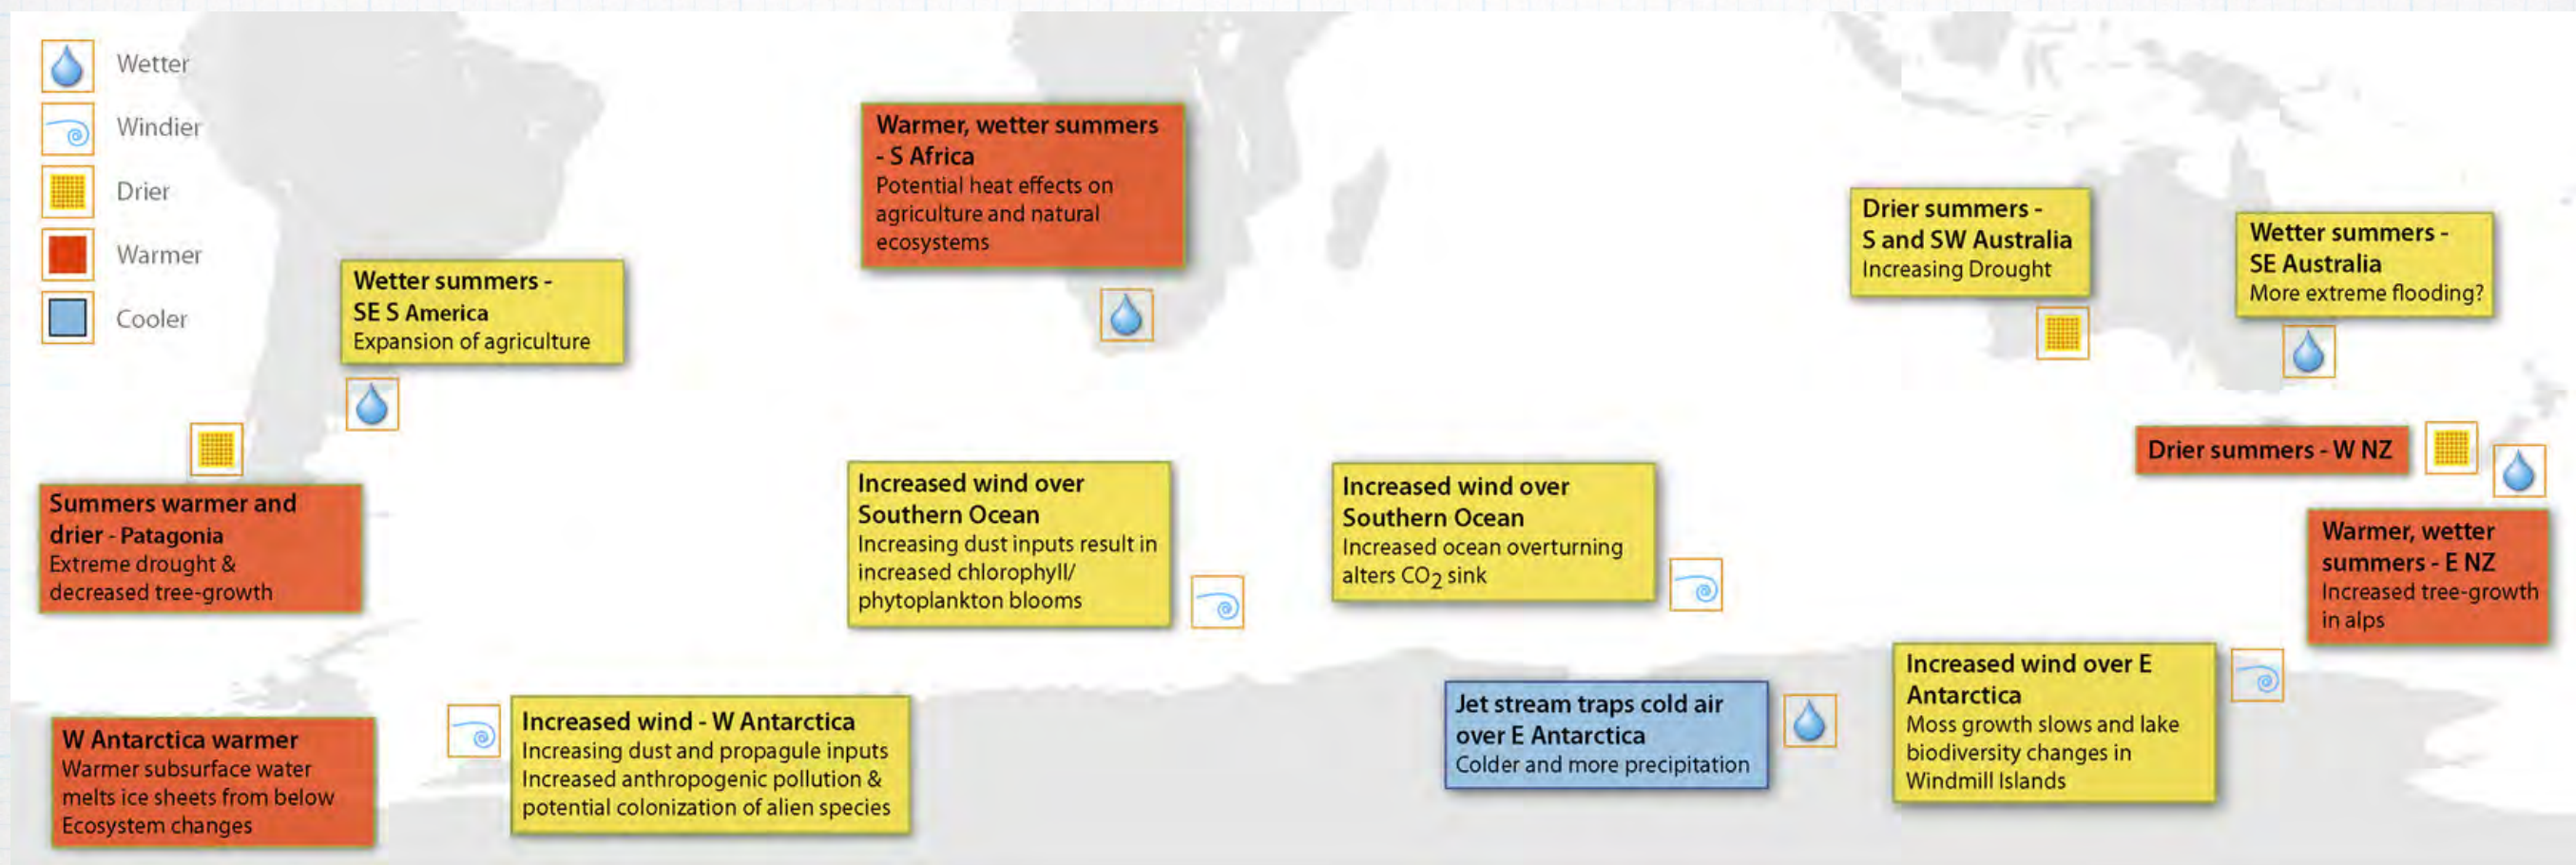 Wetter
Windier
Drier
Warmer
Cooler
Warmer, wetter summers
- S Africa
Potential heat effects on
agriculture and natural
ecosystems
Drier summers -
S and SW Australia
Increasing Drought
Wetter summers -
SE Australia
More extreme flooding?
Wetter summers -
SE S America
Expansion of agriculture
Drier summers - W NZ
Summers warmer and
drier - Patagonia
Extreme drought &
decreased tree-growth
Increased wind over
Southern Ocean
Increasing dust inputs result in
increased chlorophyll/
phytoplankton blooms
Increased wind over
Southern Ocean
Increased ocean overturning
alters CO2 sink
Warmer, wetter
summers - E NZ
Increased tree-growth
in alps
W Antarctica warmer
Warmer subsurface water
melts ice sheets from below
Ecosystem changes
Increased wind - W Antarctica
Increasing dust and propagule inputs
Increased anthropogenic pollution &
potential colonization of alien species
Jet stream traps cold air
over E Antarctica
Colder and more precipitation
Increased wind over E
Antarctica
Moss growth slows and lake
biodiversity changes in
Windmill Islands